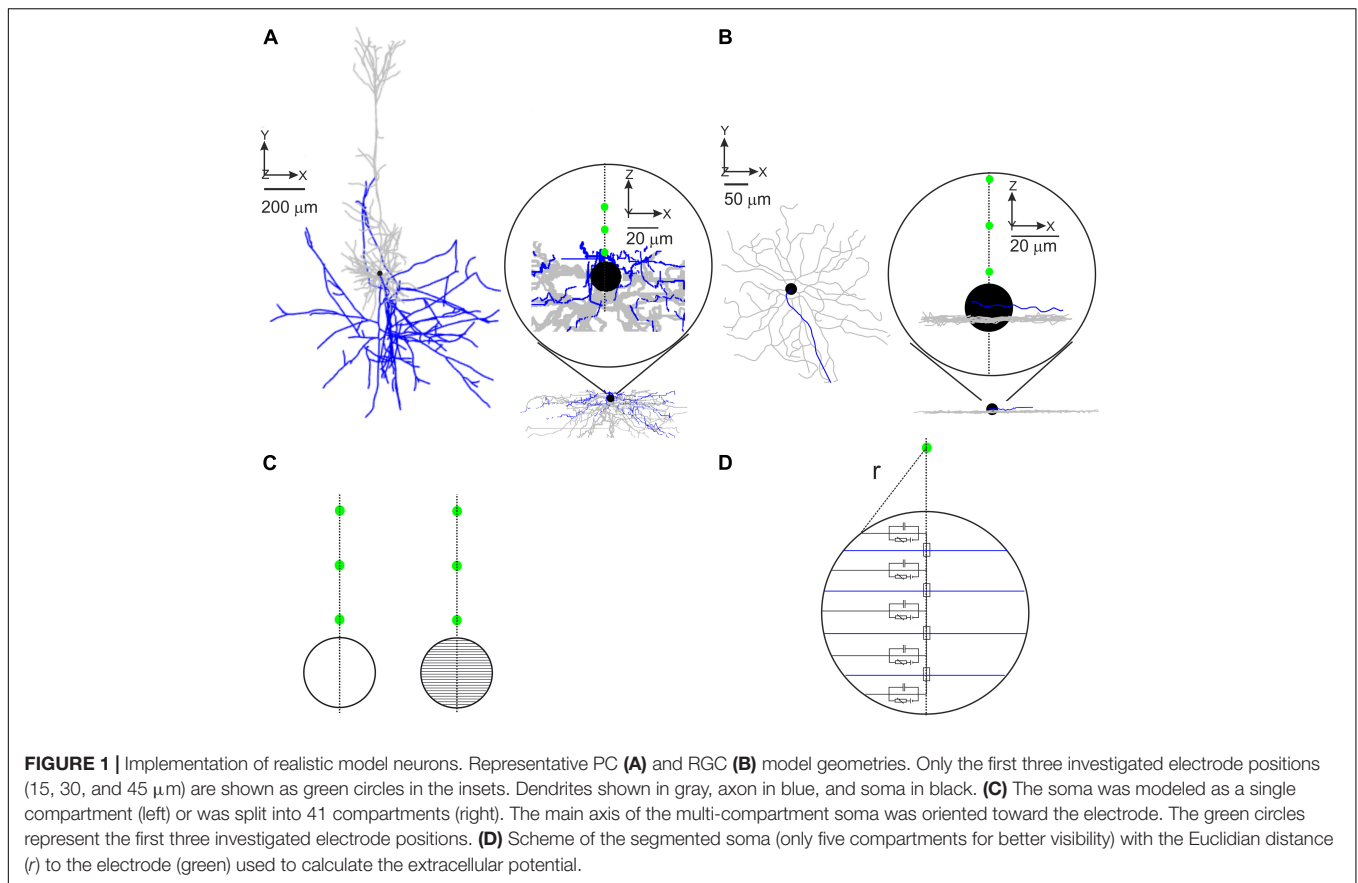 A
Y
Z X
200 μm
Z
X
20 μm
B
Y
Z X
50 μm
Z
X
20 μm
C
D
r
FIGURE 1 | Implementation of realistic model neurons. Representative PC (A) and RGC (B) model geometries. Only the first three investigated electrode positions
(15, 30, and 45 μm) are shown as green circles in the insets. Dendrites shown in gray, axon in blue, and soma in black. (C) The soma was modeled as a single
compartment (left) or was split into 41 compartments (right). The main axis of the multi-compartment soma was oriented toward the electrode. The green circles
represent the first three investigated electrode positions. (D) Scheme of the segmented soma (only five compartments for better visibility) with the Euclidian distance
(r) to the electrode (green) used to calculate the extracellular potential.